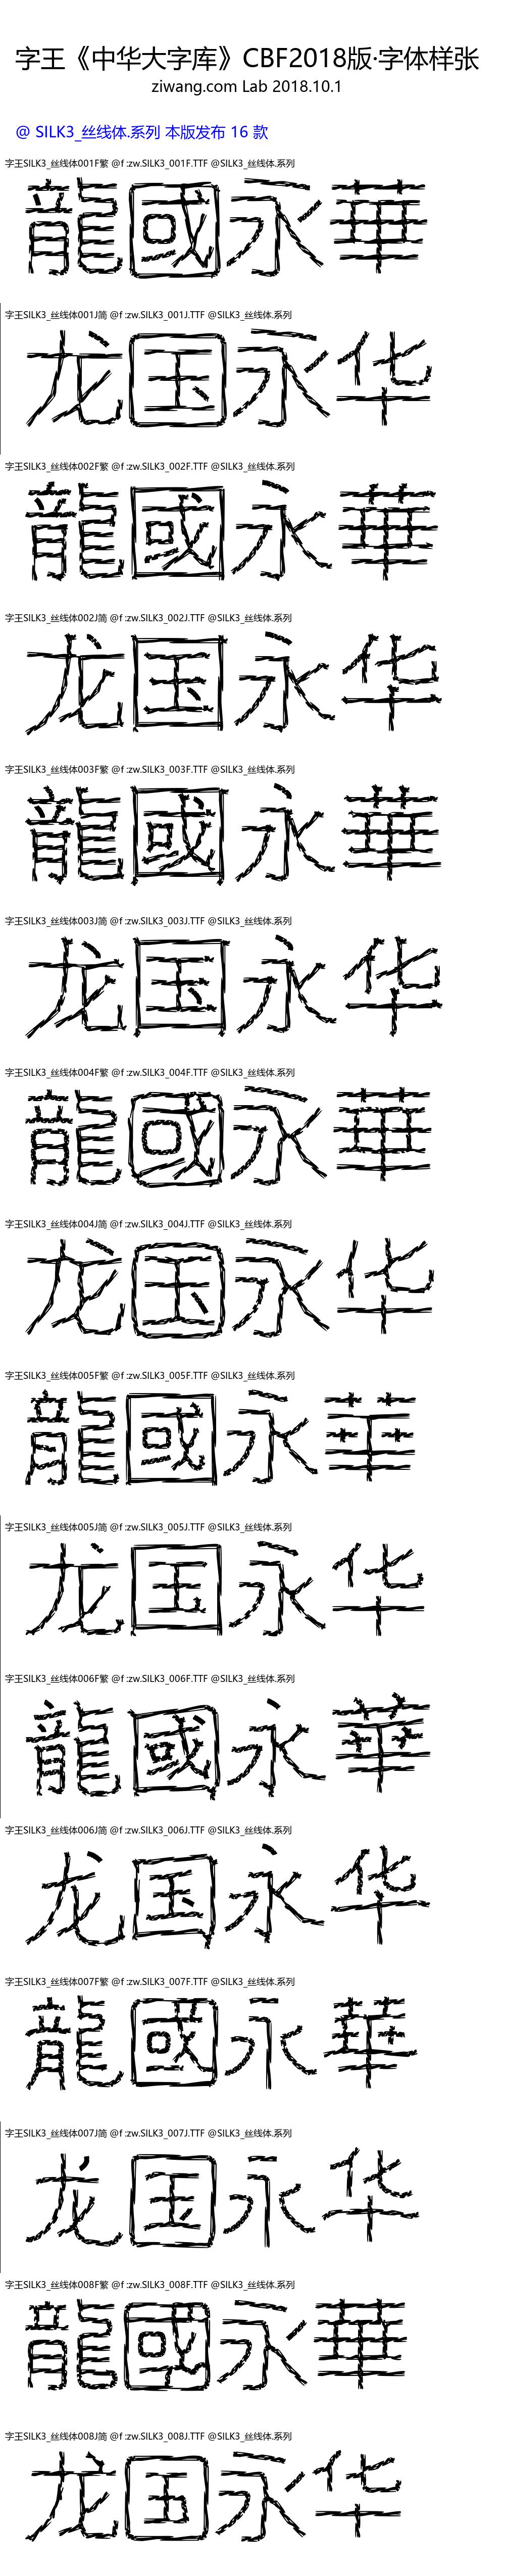 字王《中华大字库》CBF2018版·字体样张
ziwang.com Lab 2018.10.1
@ SILK3_丝线体.系列 本版发布 16 款
字王SILK3_丝线体001F繁 @f :zw.SILK3_001F.TTF @SILK3_丝线体.系列
龍國永華
字王SILK3_丝线体001J简 @f :zw.SILK3_001J.TTF @SILK3_丝线体.系列
龙国永华
字王SILK3_丝线体002F繁 @f :zw.SILK3_002F.TTF @SILK3_丝线体.系列
龍國永華
字王SILK3_丝线体002J简 @f :zw.SILK3_002J.TTF @SILK3_丝线体.系列
龙国永华
字王SILK3_丝线体003F繁 @f :zw.SILK3_003F.TTF @SILK3_丝线体.系列
龍國永華
字王SILK3_丝线体003J简 @f :zw.SILK3_003J.TTF @SILK3_丝线体.系列
龙国永华
字王SILK3_丝线体004F繁 @f :zw.SILK3_004F.TTF @SILK3_丝线体.系列
龍國永華
字王SILK3_丝线体004J简 @f :zw.SILK3_004J.TTF @SILK3_丝线体.系列
龙国永华
字王SILK3_丝线体005F繁 @f :zw.SILK3_005F.TTF @SILK3_丝线体.系列
龍國永華
字王SILK3_丝线体005J简 @f :zw.SILK3_005J.TTF @SILK3_丝线体.系列
龙国永华
字王SILK3_丝线体006F繁 @f :zw.SILK3_006F.TTF @SILK3_丝线体.系列
龍國永華
字王SILK3_丝线体006J简 @f :zw.SILK3_006J.TTF @SILK3_丝线体.系列
龙国永华
字王SILK3_丝线体007F繁 @f :zw.SILK3_007F.TTF @SILK3_丝线体.系列
龍國永華
字王SILK3_丝线体007J简 @f :zw.SILK3_007J.TTF @SILK3_丝线体.系列
龙国永华
字王SILK3_丝线体008F繁 @f :zw.SILK3_008F.TTF @SILK3_丝线体.系列
龍國永華
字王SILK3_丝线体008J简 @f :zw.SILK3_008J.TTF @SILK3_丝线体.系列
龙国永华